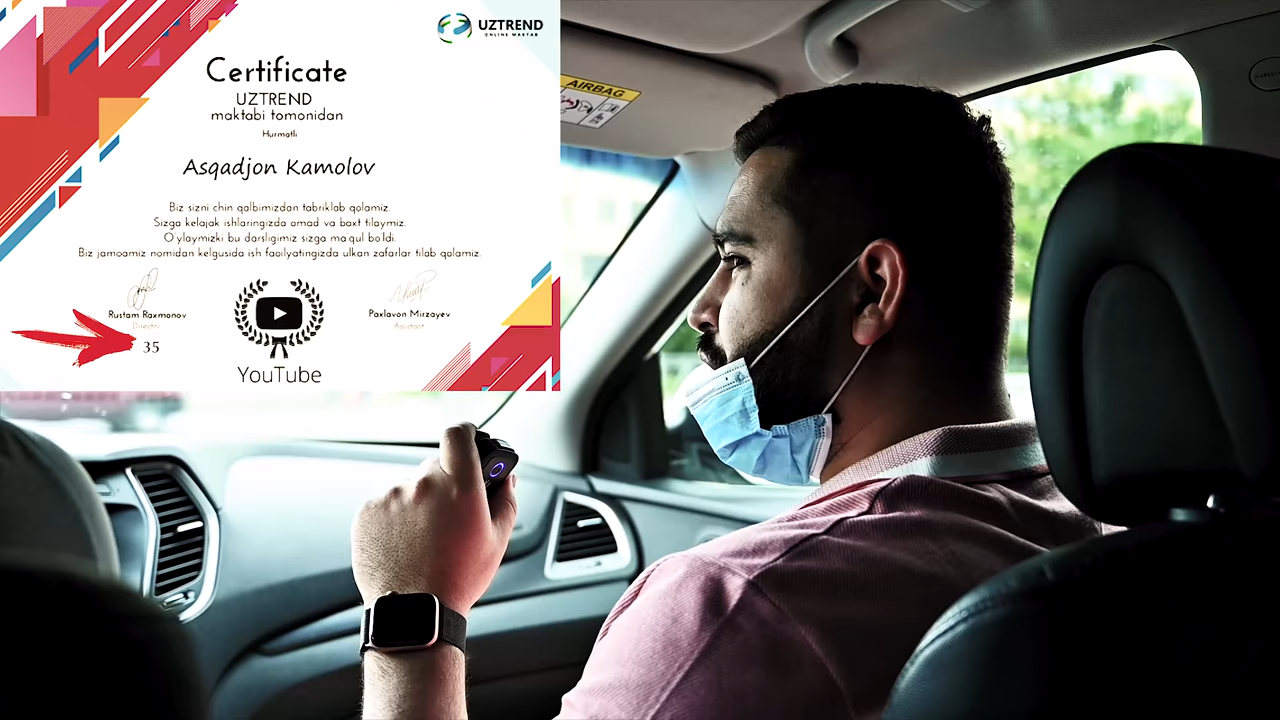 UZTREND
ONLINE MAKTAB
Certificate
UZTREND
maktabi tomonidan
Hurmatli
Asqadjon Kamolov
Biz sizni chin qalbimizdan tabriklab qolamiz.
Sizga kelajak ishlaringizda omad va baxt tilaymiz.
O'ylaymizki bu darsligimiz sizga ma'qul bo'ldi.
Biz jamoamiz nomidan kelgusida ish faoilyatingizda ulkan zafarlar tilab qolamiz.
Rustam Raxmonov
Director
35
Paxlavon Mirzayev
Asistant
YouTube
AIRBAG